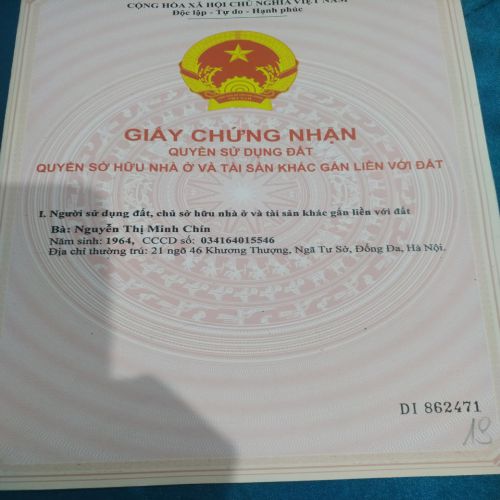 CỘNG HÒA XÃ HỘI CHỦ NGHĨA VIỆT NAM
Độc lập - Tự do - Hạnh phúc
GIẤY CHỨNG NHẬN
QUYỀN SỬ DỤNG ĐẤT
QUYỀN SỞ HỮU NHÀ Ở VÀ TÀI SẢN KHÁC GẮN LIỀN VỚI ĐẤT
I. Người sử dụng đất, chủ sở hữu nhà ở và tài sản khác gắn liền với đất
Bà: Nguyễn Thị Minh Chín
Năm sinh: 1964, CCCD số: 034164015546
Địa chỉ thường trú: 21 ngõ 46 Khương Thượng, Ngã Tư Sở, Đống Đa, Hà Nội.
DI 862471
19